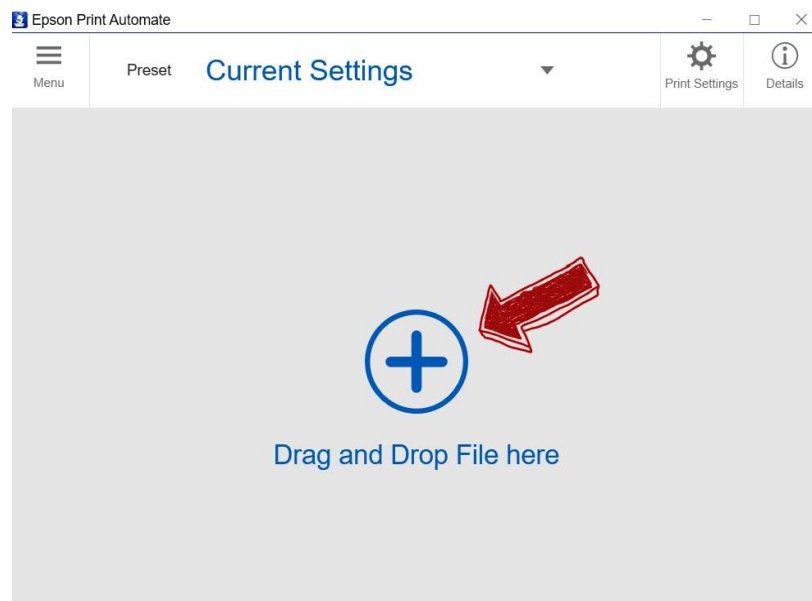 Epson Print Automate
Menu
Preset
Current Settings
Print Settings
Details
Drag and Drop File here